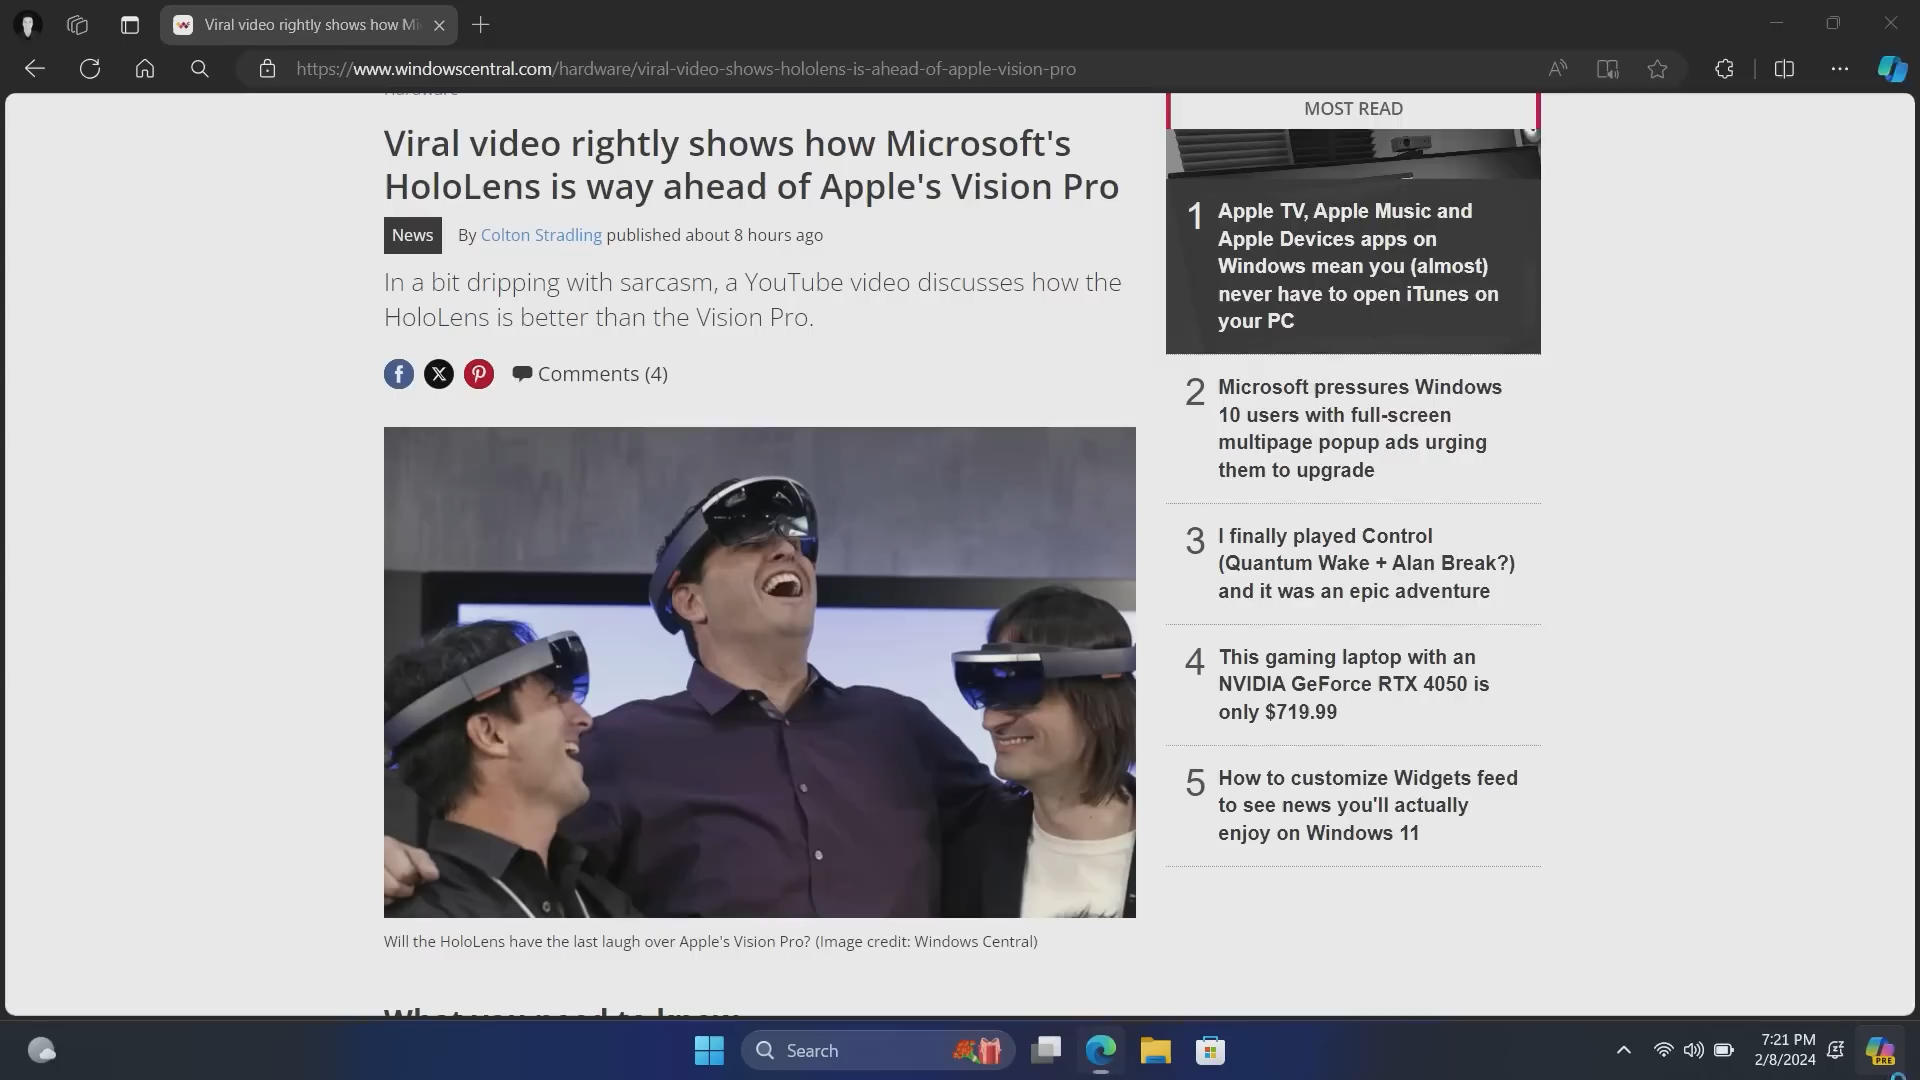 Viral video rightly shows how Mi
https://www.windowscentral.com/hardware/viral-video-shows-hololens-is-ahead-of-apple-vision-pro
Hardware
Viral video rightly shows how Microsoft's
HoloLens is way ahead of Apple's Vision Pro
News By Colton Stradling published about 8 hours ago
In a bit dripping with sarcasm, a YouTube video discusses how the
HoloLens is better than the Vision Pro.
Comments (4)
Will the HoloLens have the last laugh over Apple's Vision Pro? (Image credit: Windows Central)
What you need to know
MOST READ
1 Apple TV, Apple Music and
Apple Devices apps on
Windows mean you (almost)
never have to open iTunes on
your PC
2 Microsoft pressures Windows
10 users with full-screen
multipage popup ads urging
them to upgrade
3 I finally played Control
(Quantum Wake + Alan Break?)
and it was an epic adventure
4 This gaming laptop with an
NVIDIA GeForce RTX 4050 is
only $719.99
5 How to customize Widgets feed
to see news you'll actually
enjoy on Windows 11
Search
7:21 PM
2/8/2024
PRE